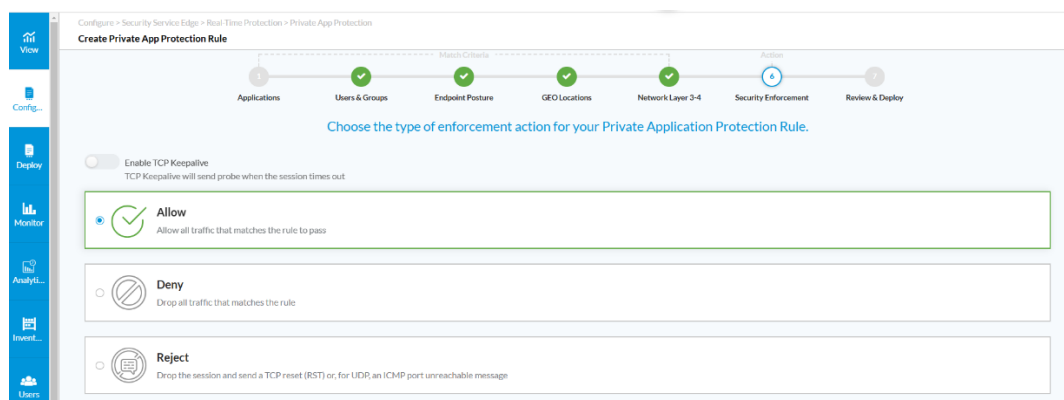 Configure > Security Service Edge > Real-Time Protection > Private App Protection
Create Private App Protection Rule
View
Config...
Deploy
Monitor
Analyti...
Invent...
Users
Match Criteria
Action
1
6
7
Applications
Users & Groups
Endpoint Posture
GEO Locations
Network Layer 3-4
Security Enforcement
Review & Deploy
Choose the type of enforcement action for your Private Application Protection Rule.
Enable TCP Keepalive
TCP Keepalive will send probe when the session times out
Allow
Allow all traffic that matches the rule to pass
Deny
Drop all traffic that matches the rule
Reject
Drop the session and send a TCP reset (RST) or, for UDP, an ICMP port unreachable message